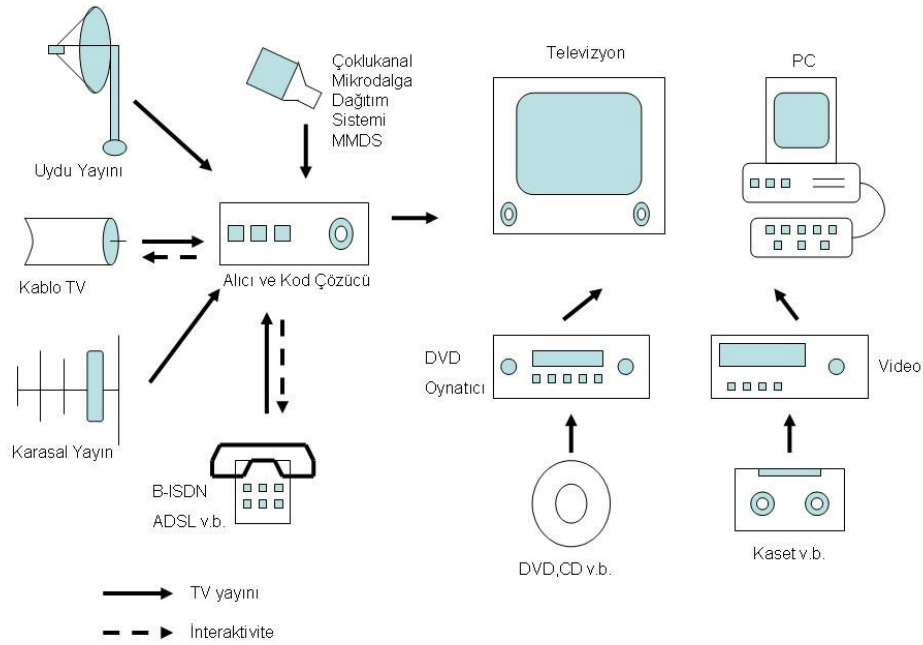 Çoklukanal
Mikrodalga
Dağıtım
Sistemi
MMDS
Televizyon
PC
Uydu Yayını
Kablo TV
Alıcı ve Kod Çözücü
DVD
Oynatıcı
Video
Karasal Yayın
B-ISDN
ADSL v.b.
DVD,CD v.b.
Kaset v.b.
TV yayını
İnteraktivite